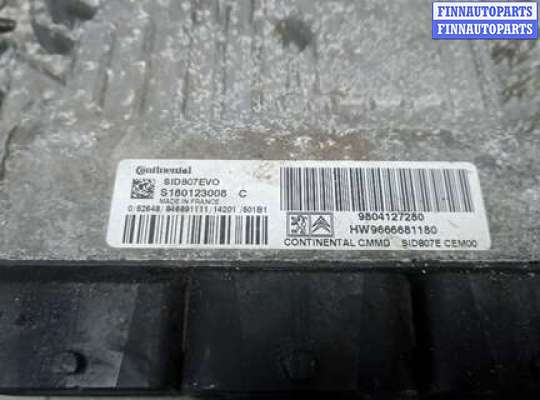 FINNAUTOPARTS
FINNAUTOPARTS
Continental
SID807EVO
S180123008 C
MADE IN FRANCE
9804127280
HW9666681180
CONTINENTAL CMMD SID807E CEM00